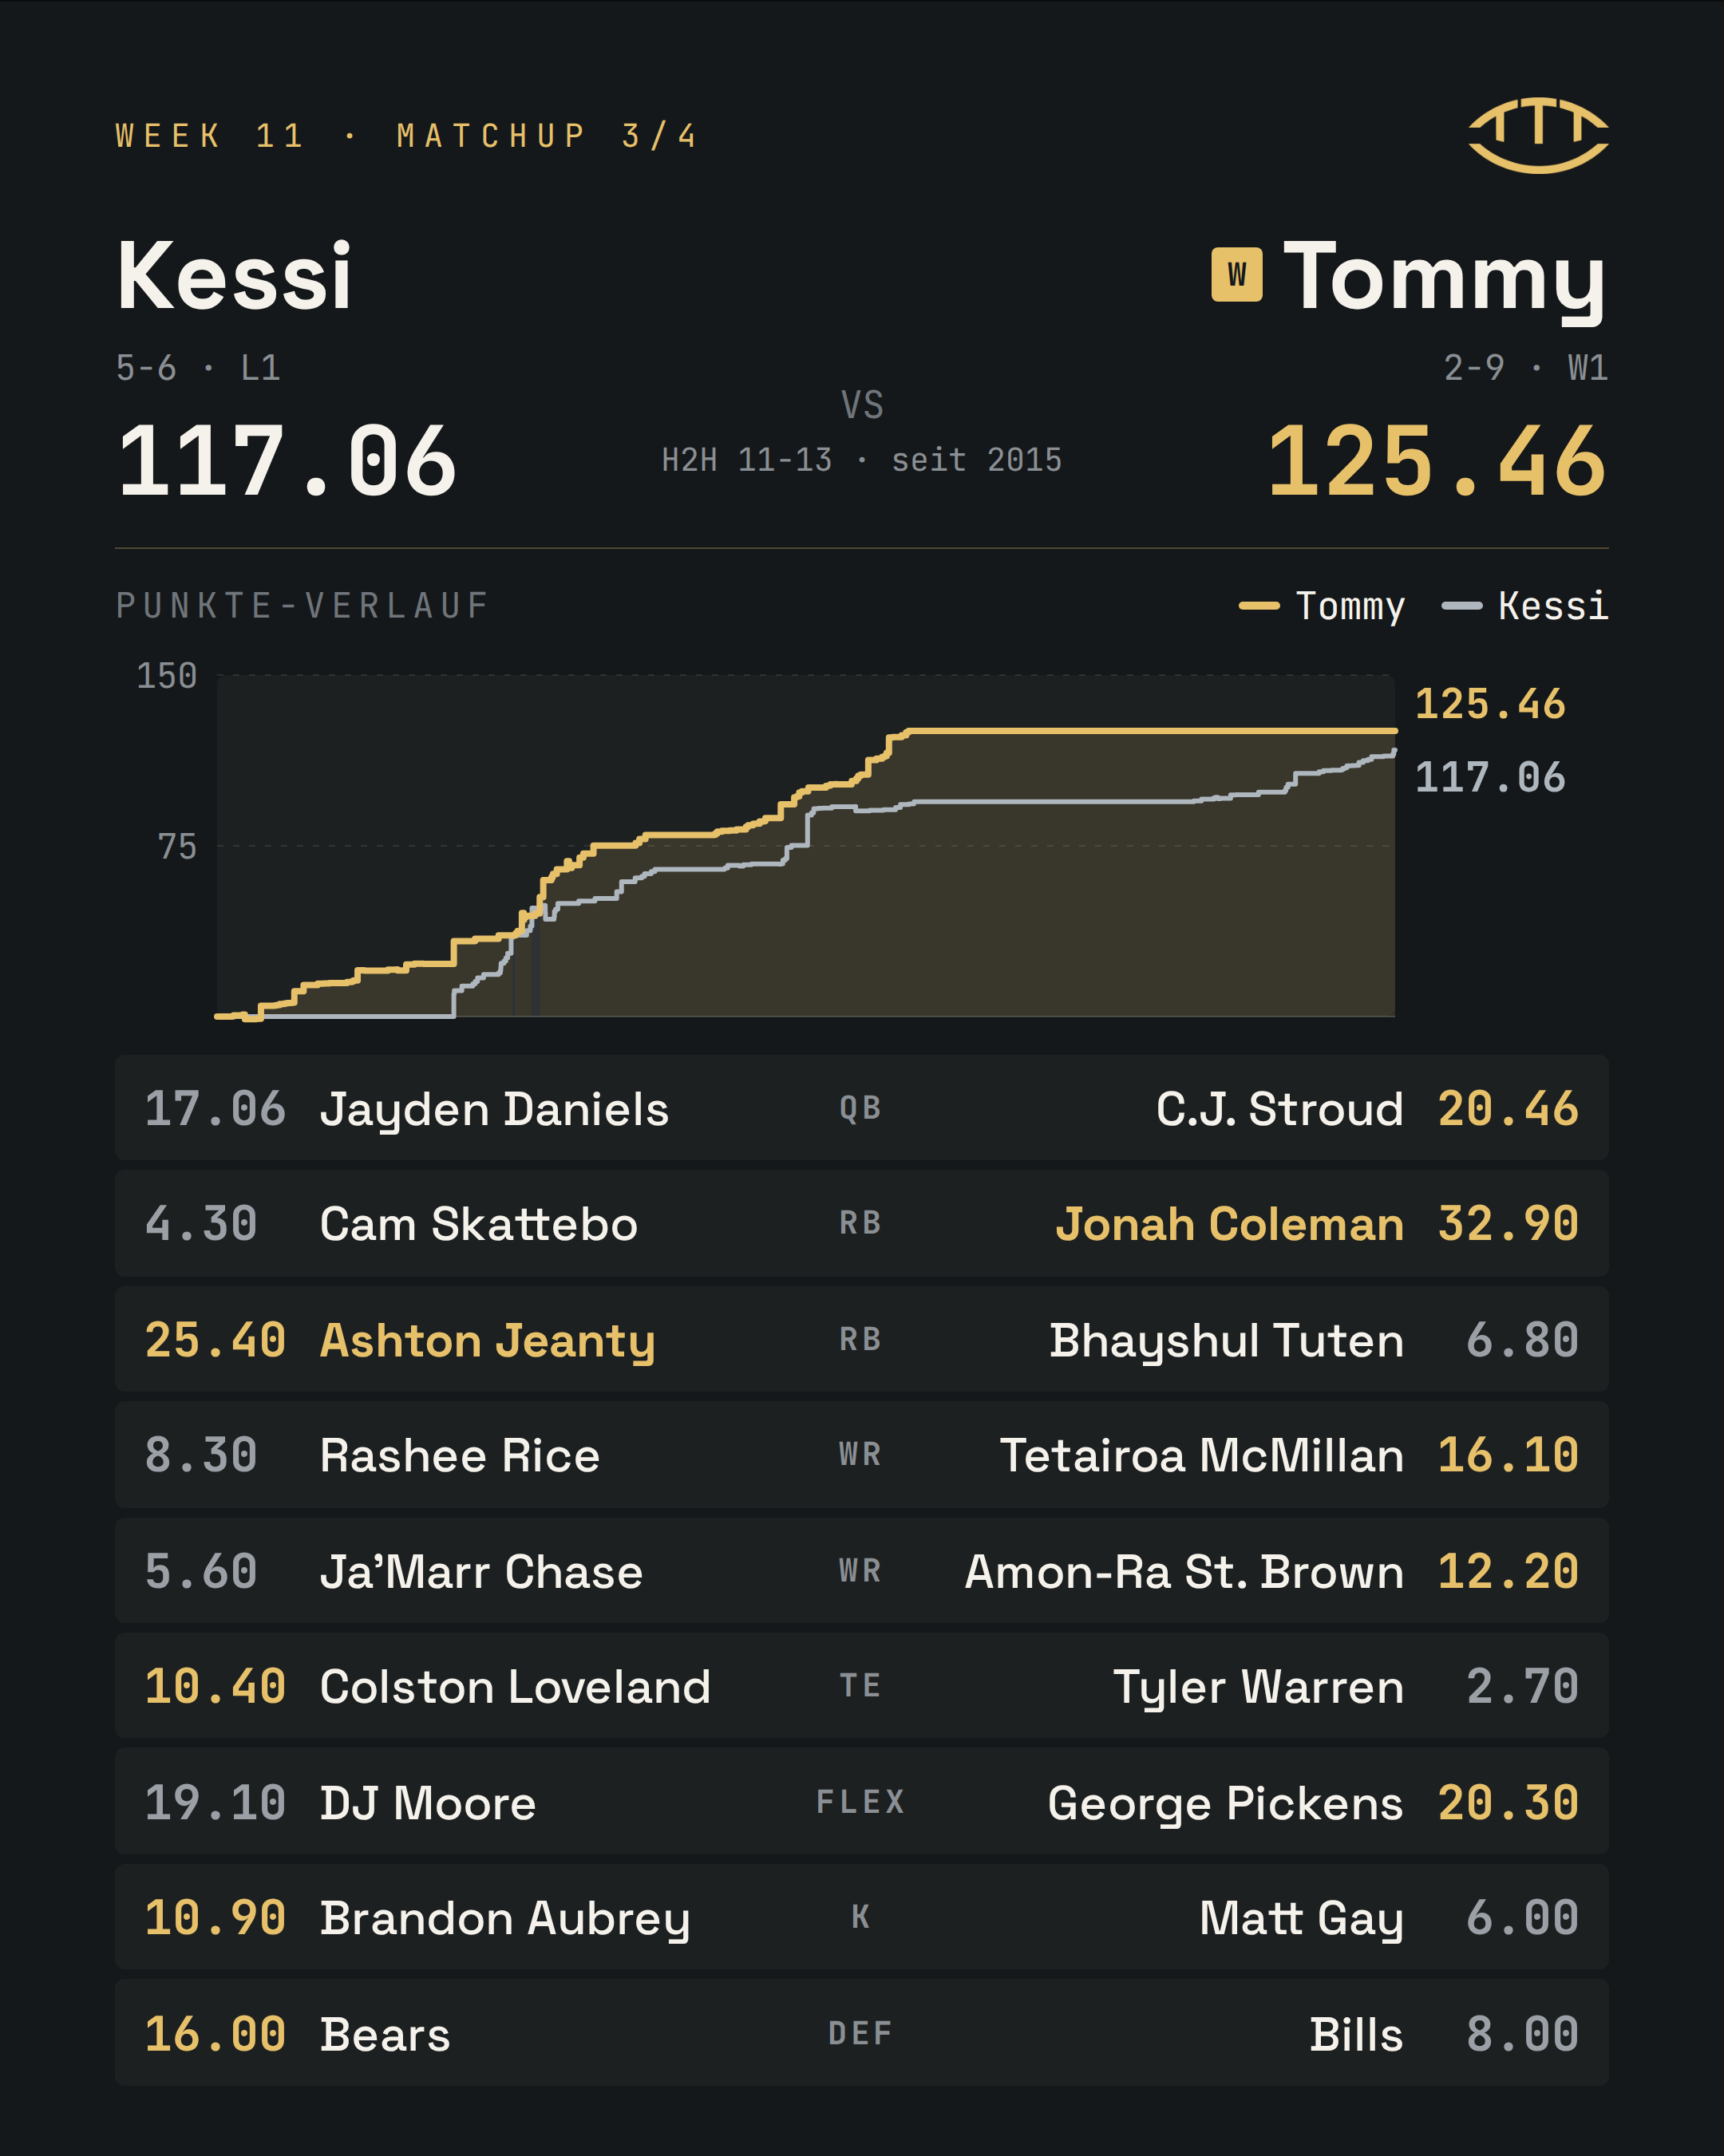 WEEK 11 · MATCHUP 3/4
Kessi
W Tommy
5-6 · L1
2-9 · W1
117.06
VS
H2H 11-13 · seit 2015
125.46
PUNKTE-VERLAUF
Tommy Kessi
150
75
125.46
117.06
17.06 Jayden Daniels QB C.J. Stroud 20.46
4.30 Cam Skattebo RB Jonah Coleman 32.90
25.40 Ashton Jeanty RB Bhayshul Tuten 6.80
8.30 Rashee Rice WR Tetairoa McMillan 16.10
5.60 Ja’Marr Chase WR Amon-Ra St. Brown 12.20
10.40 Colston Loveland TE Tyler Warren 2.70
19.10 DJ Moore FLEX George Pickens 20.30
10.90 Brandon Aubrey K Matt Gay 6.00
16.00 Bears DEF Bills 8.00